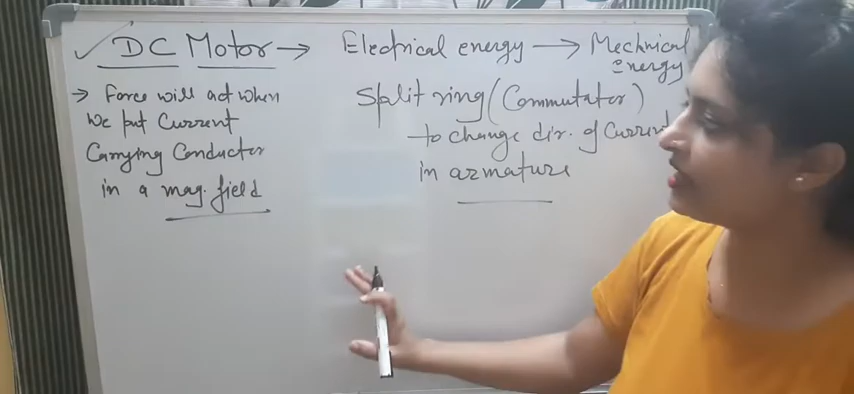 DC Motor → Electrical energy → Mechnical energy
→ Force will act when
we put Current
Carrying Conductor
in a mag. field
Split ring (Commutator)
to change dir. of Current
in armature